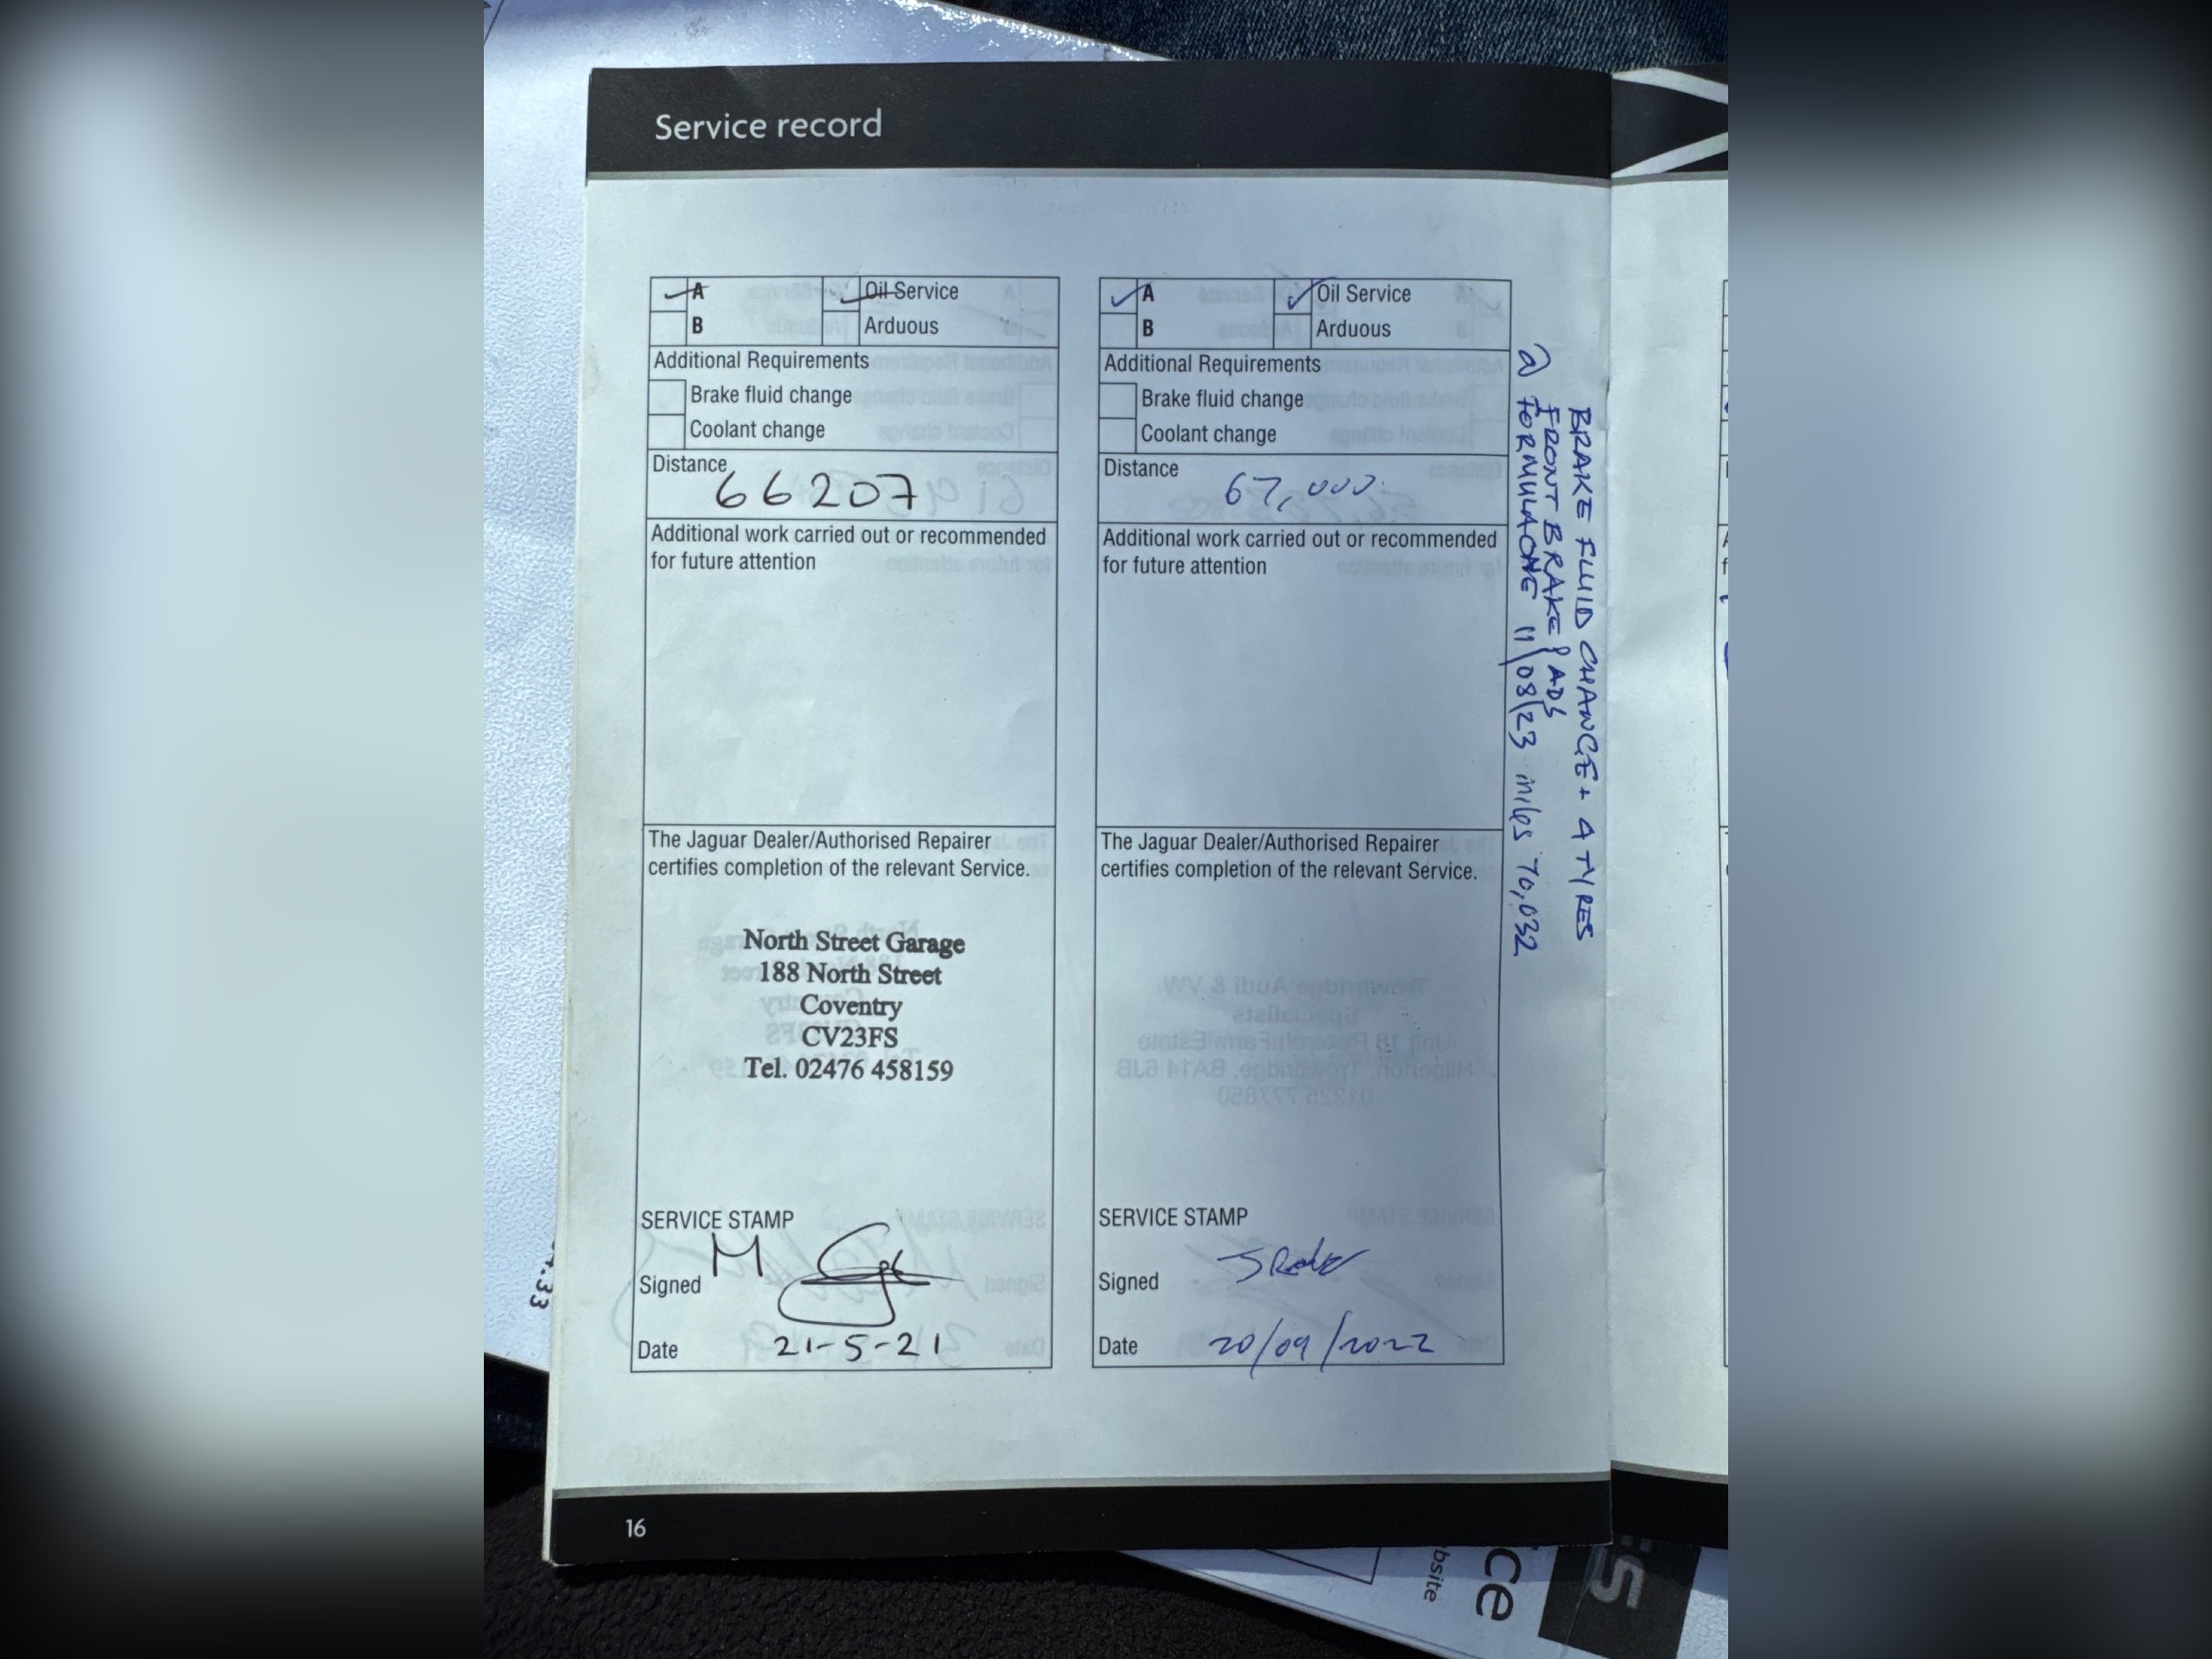 Service record
A
Oil Service
B
Arduous
Additional Requirements
Brake fluid change
Coolant change
Distance
66207
Additional work carried out or recommended
for future attention
The Jaguar Dealer/Authorised Repairer
certifies completion of the relevant Service.
North Street Garage
188 North Street
Coventry
CV23FS
Tel. 02476 458159
SERVICE STAMP
Signed M
Date 21-5-21
A
Oil Service
B
Arduous
Additional Requirements
Brake fluid change
Coolant change
Distance
67,000
Additional work carried out or recommended
for future attention
The Jaguar Dealer/Authorised Repairer
certifies completion of the relevant Service.
SERVICE STAMP
Signed
Date 20/09/2022
BRAKE FLUID CHANGE + 4 TYRES
FRONT BRAKE PADS
@ FORMULA ONE 11/08/23 miles 70,032
16
bsite
ce